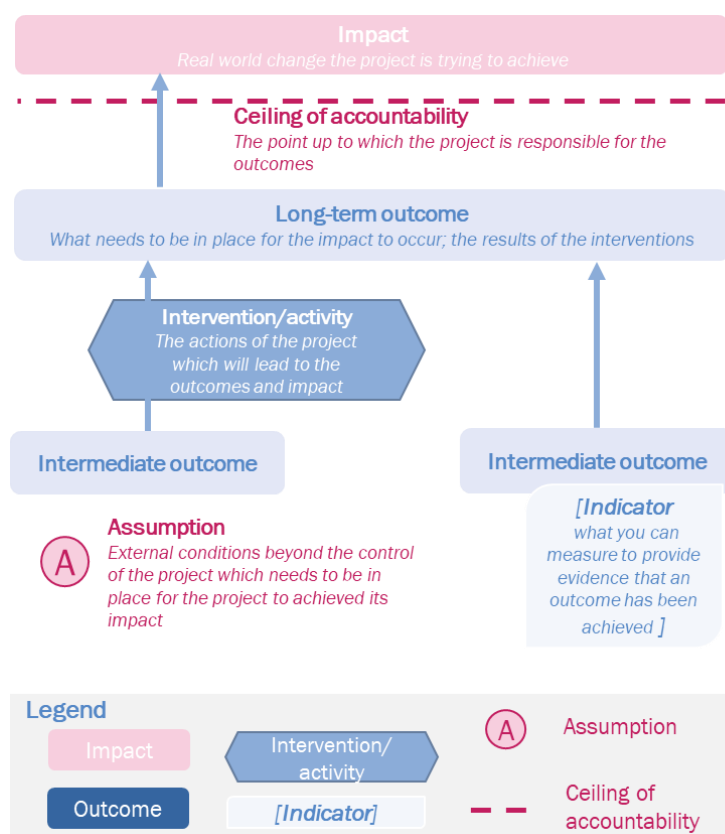 Impact
Real world change the project is trying to achieve
Ceiling of accountability
The point up to which the project is responsible for the
outcomes
Long-term outcome
What needs to be in place for the impact to occur; the results of the interventions
Intervention/activity
The actions of the project
which will lead to the
outcomes and impact
Intermediate outcome
Intermediate outcome
[Indicator
what you can
measure to provide
evidence that an
outcome has been
achieved ]
A
Assumption
External conditions beyond the control
of the project which needs to be in
place for the project to achieved its
impact
Legend
Impact
Intervention/
activity
A
Assumption
Outcome
[Indicator]
Ceiling of
accountability